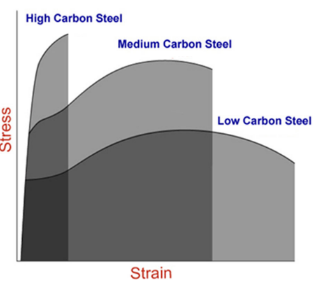 High Carbon Steel
Medium Carbon Steel
Low Carbon Steel
Stress
Strain